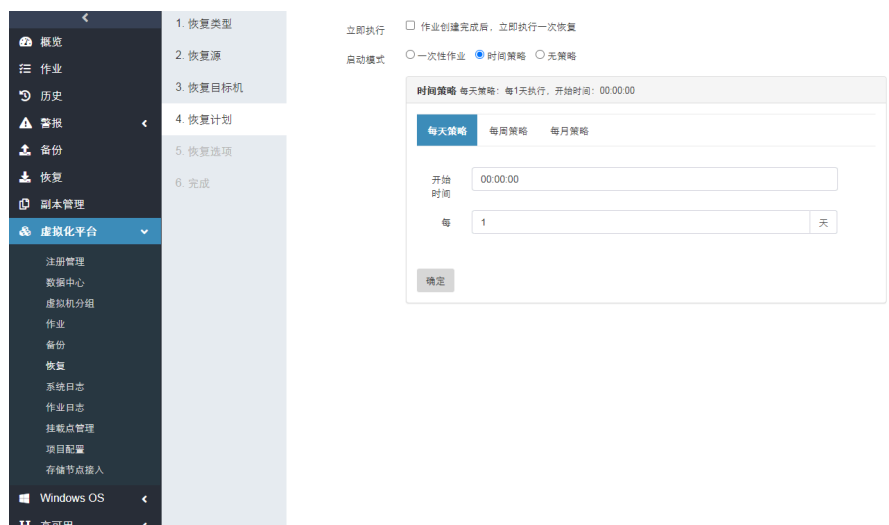 概览
作业
历史
警报
备份
恢复
副本管理
虚拟化平台
注册管理
数据中心
虚拟机分组
作业
备份
恢复
系统日志
作业日志
挂载点管理
项目配置
存储节点接入
Windows OS
1. 恢复类型
2. 恢复源
3. 恢复目标机
4. 恢复计划
5. 恢复选项
6. 完成
立即执行 作业创建完成后，立即执行一次恢复
启动模式 一次性作业 时间策略 无策略
时间策略 每天策略：每1天执行，开始时间：00:00:00
每天策略 每周策略 每月策略
开始时间 00:00:00
每 1 天
确定